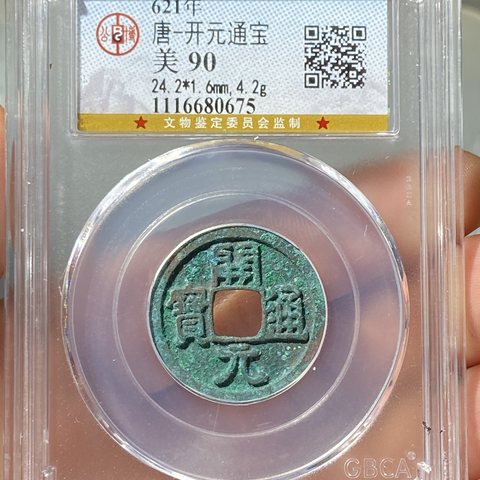 621年
唐-开元通宝
美 90
24.2*1.6mm,4.2g
1116680675
★ 文物鉴定委员会监制 ★
開
寶 通
元
GBCA